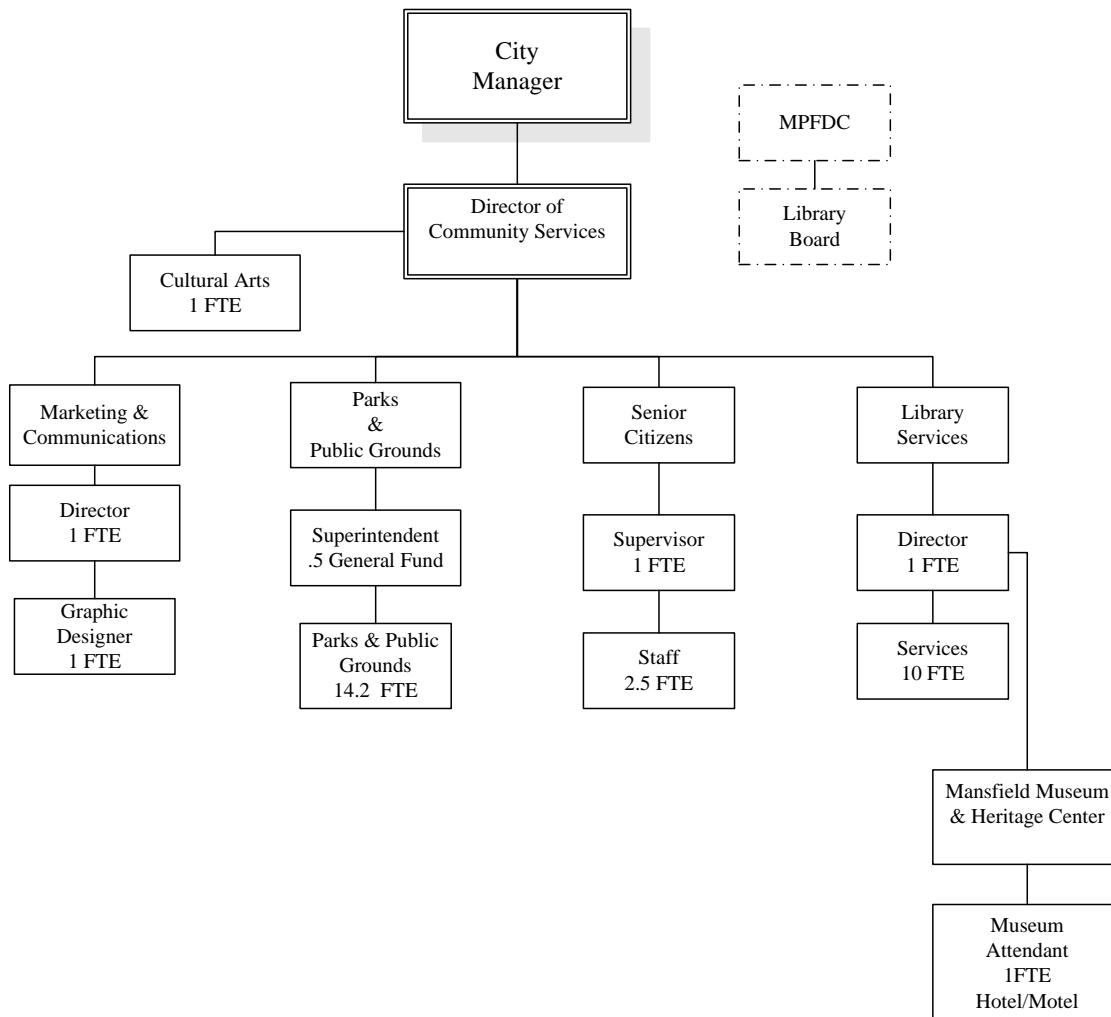 City
Manager
MPFDC
Director of
Community Services
Library
Board
Cultural Arts
1 FTE
Marketing &
Communications
Parks
&
Public Grounds
Senior
Citizens
Library
Services
Director
1 FTE
Superintendent
.5 General Fund
Supervisor
1 FTE
Director
1 FTE
Graphic
Designer
1 FTE
Parks & Public
Grounds
14.2 FTE
Staff
2.5 FTE
Services
10 FTE
Mansfield Museum
& Heritage Center
Museum
Attendant
1FTE
Hotel/Motel